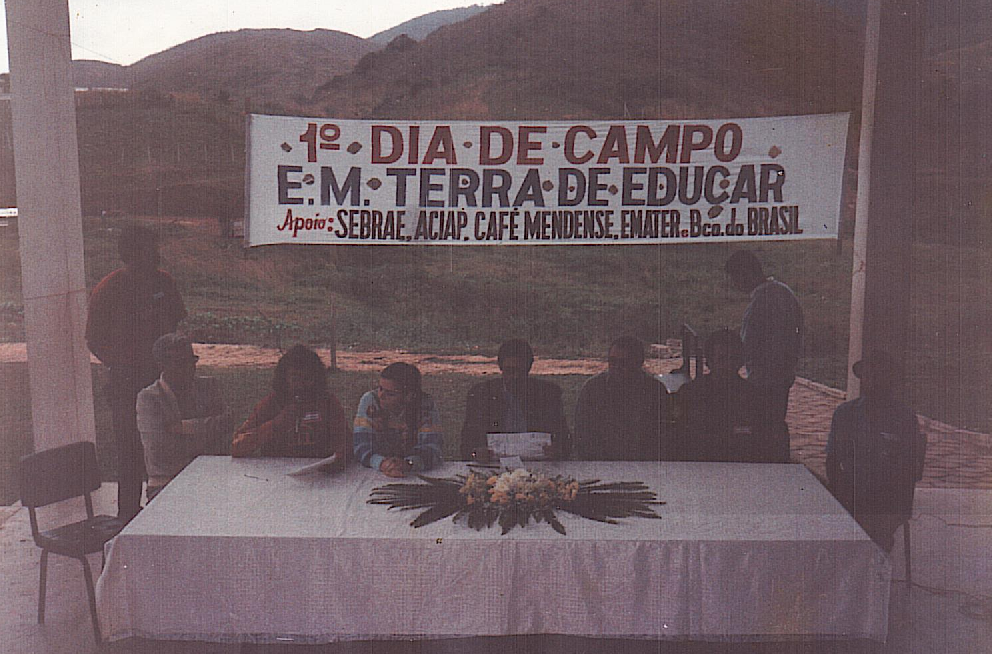 1º DIA DE CAMPO
E.M. TERRA DE EDUCAR
Apoio: SEBRAE, ACIAP, CAFÉ MENDENSE, EMATER e Bco. do BRASIL